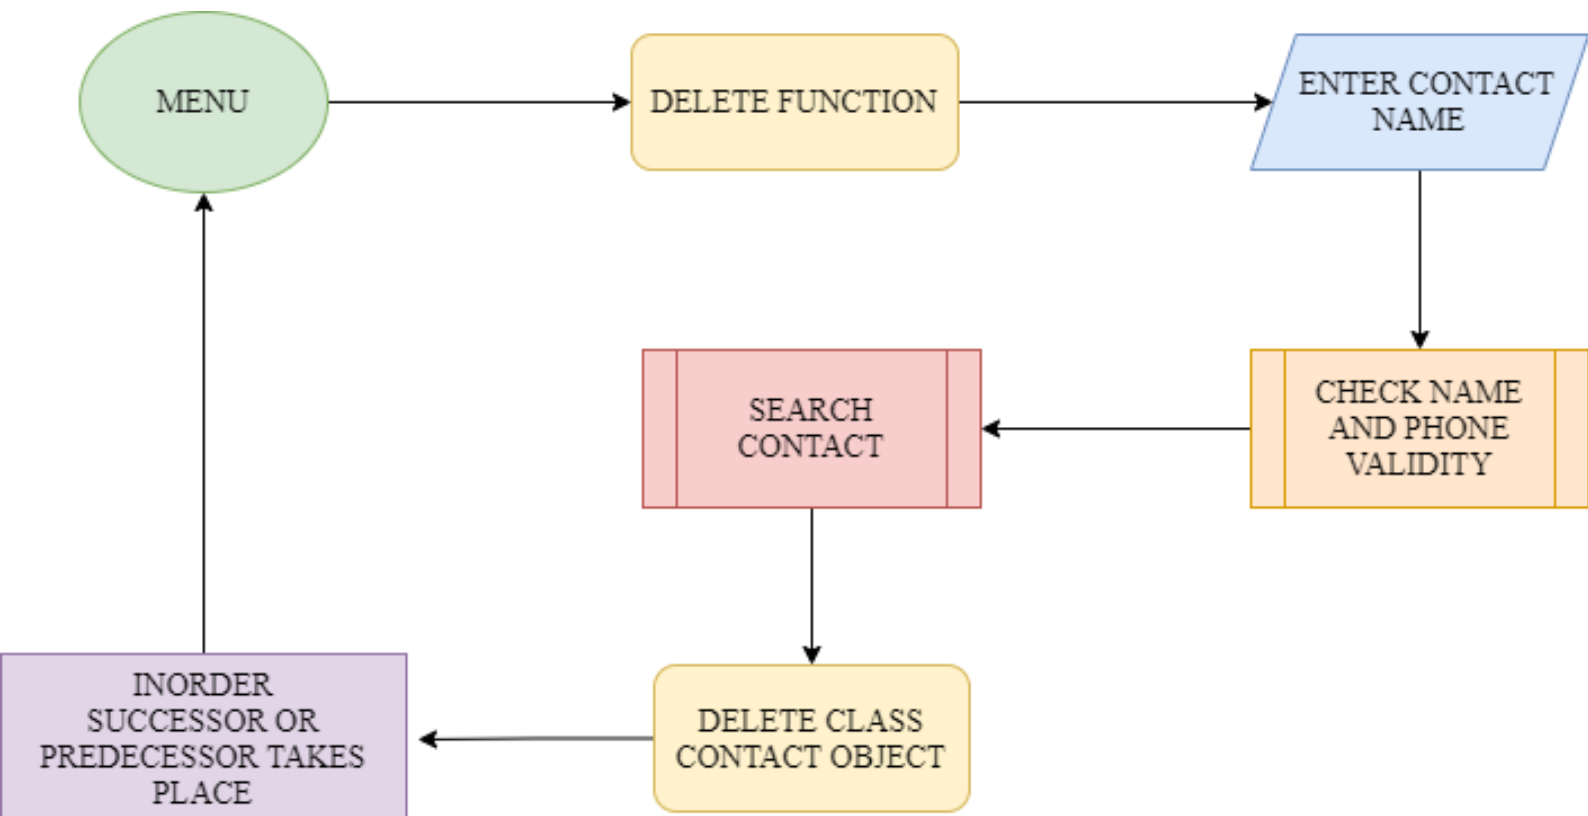 MENU
DELETE FUNCTION
ENTER CONTACT
NAME
CHECK NAME
AND PHONE
VALIDITY
SEARCH
CONTACT
DELETE CLASS
CONTACT OBJECT
INORDER
SUCCESSOR OR
PREDECESSOR TAKES
PLACE